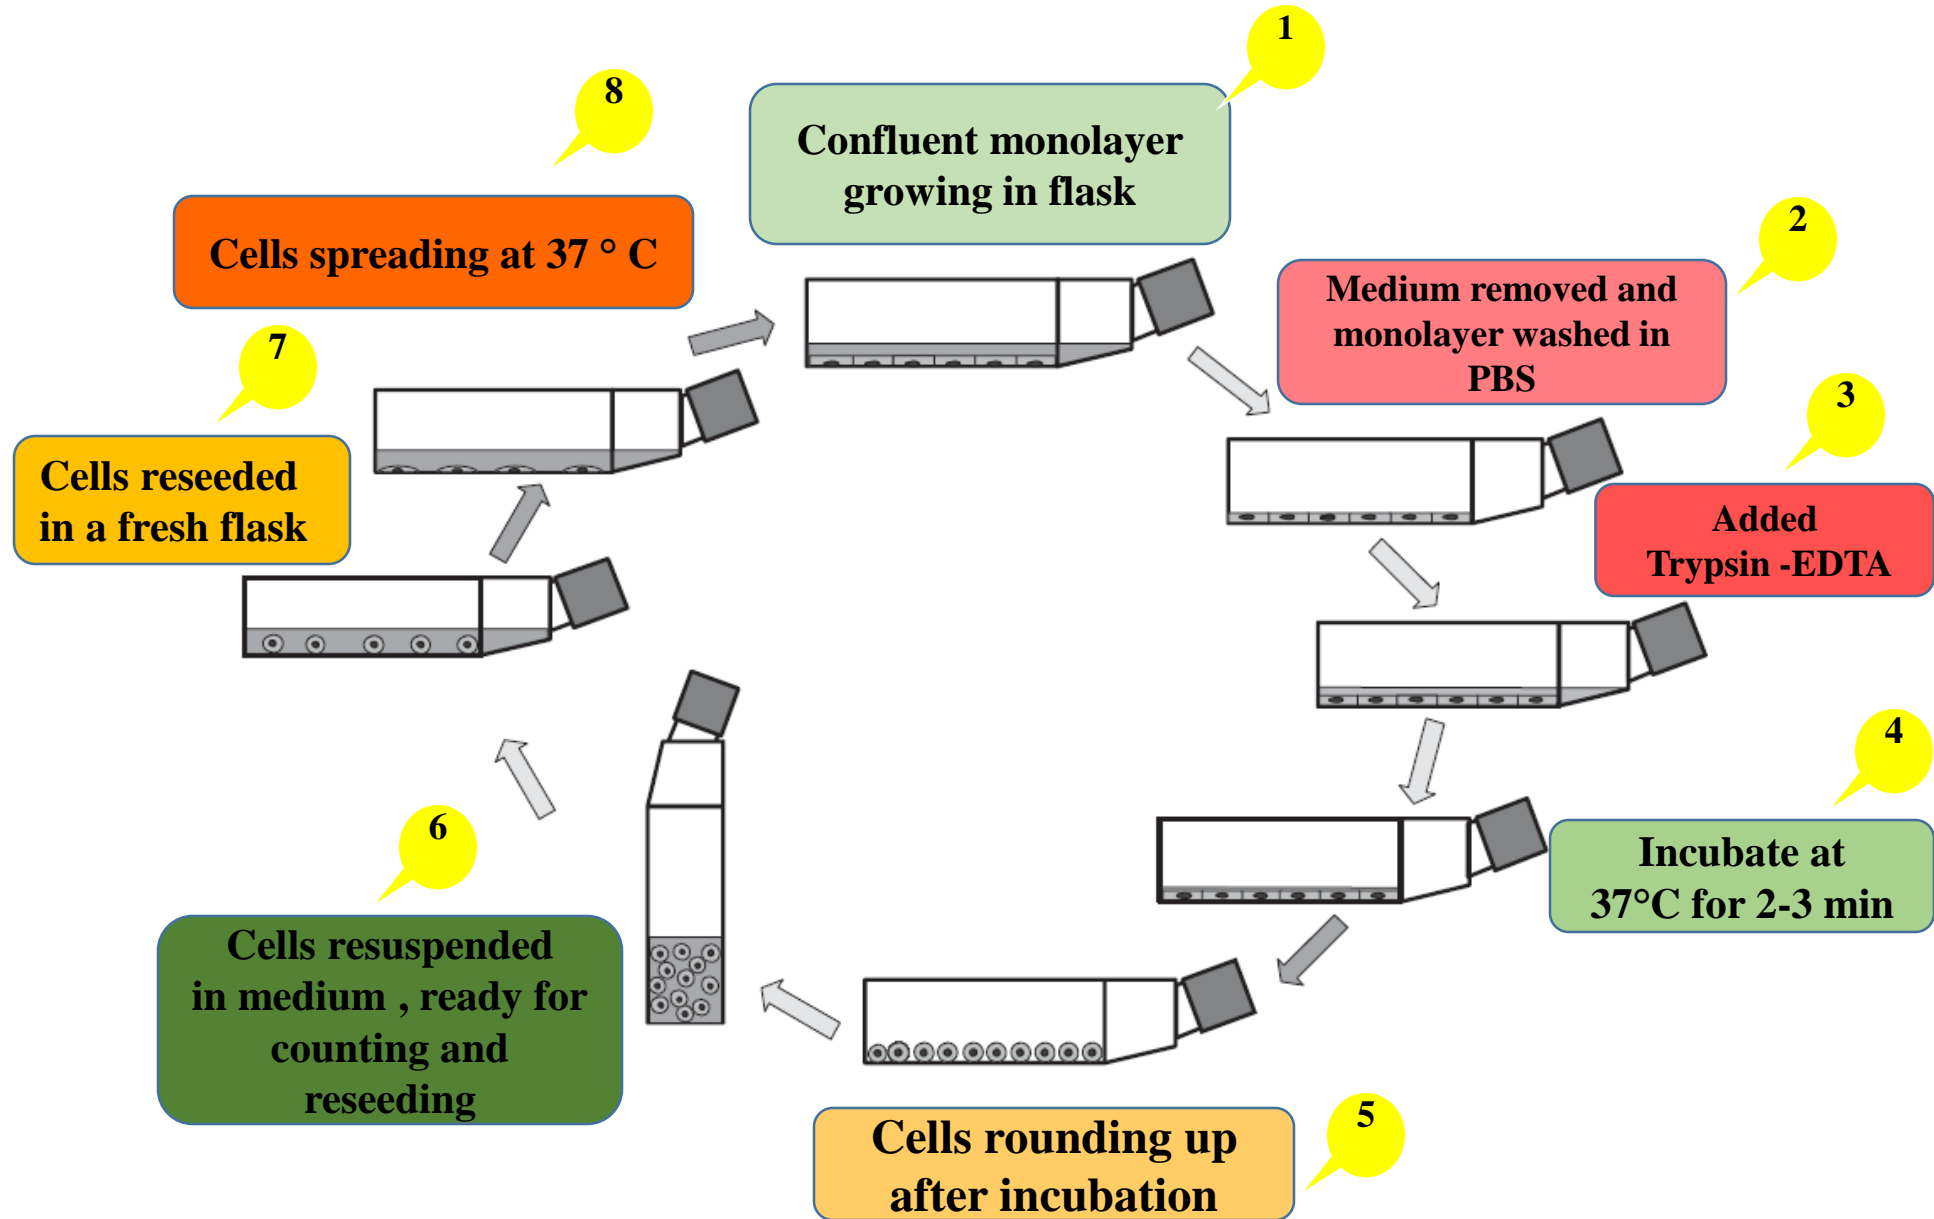 1
Confluent monolayer
growing in flask
2
Medium removed and
monolayer washed in
PBS
3
Added
Trypsin -EDTA
4
Incubate at
37°C for 2-3 min
5
Cells rounding up
after incubation
6
Cells resuspended
in medium , ready for
counting and
reseeding
7
Cells reseeded
in a fresh flask
8
Cells spreading at 37 ° C